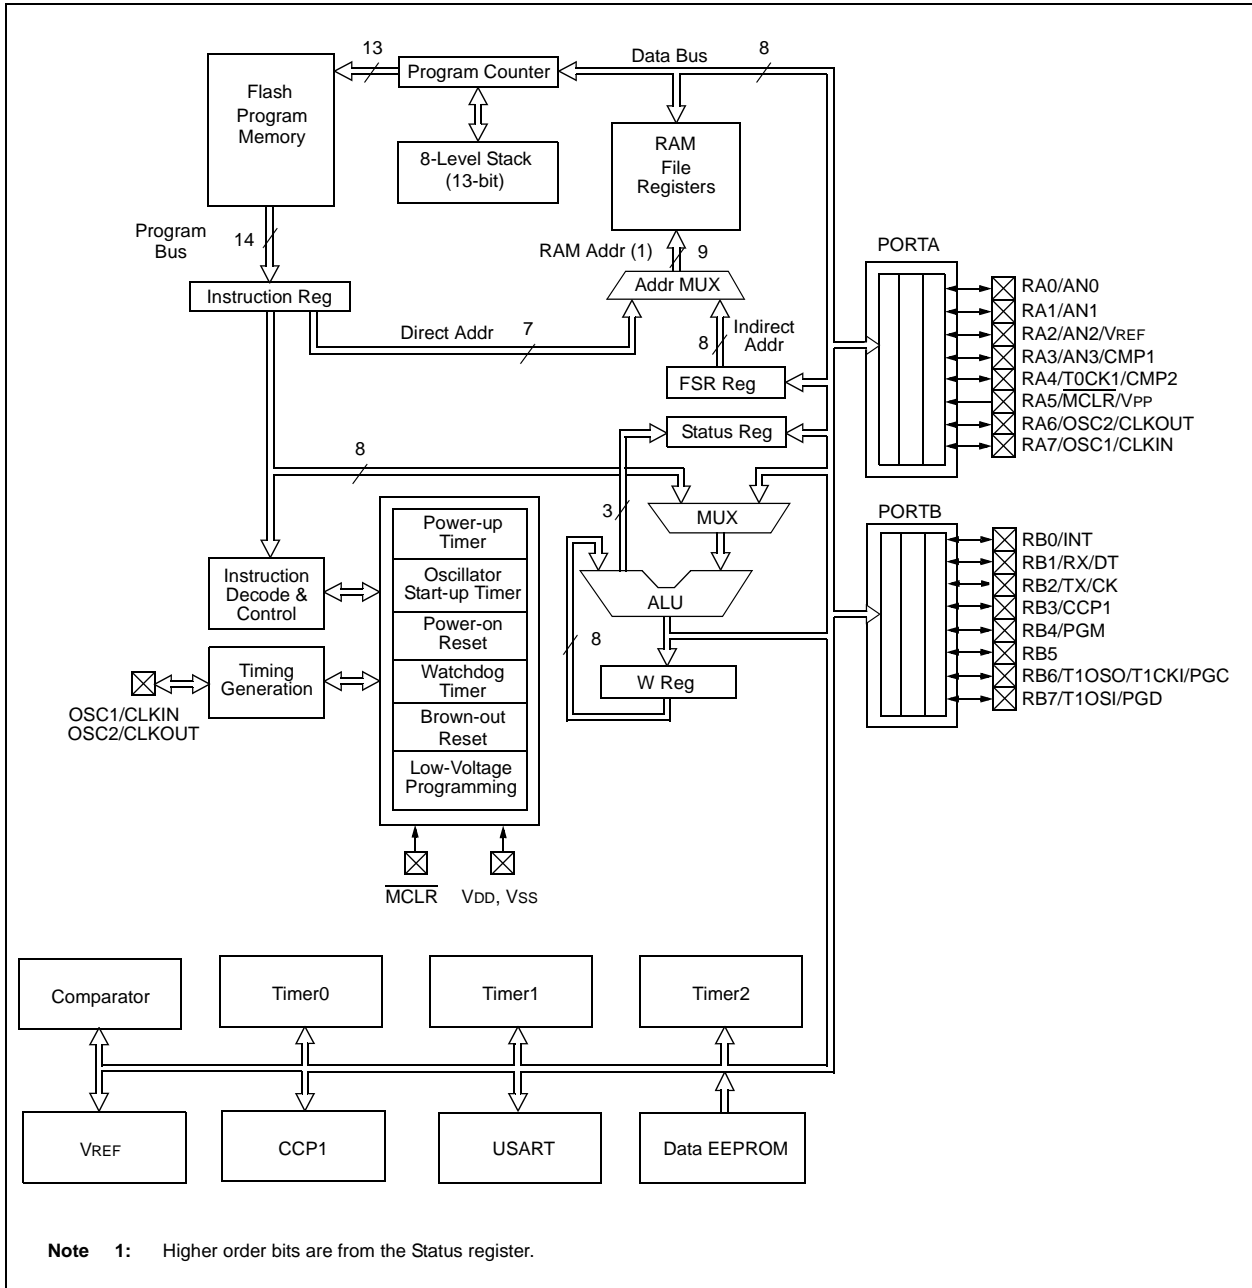 13
Data Bus
8
Program Counter
Flash
Program
Memory
8-Level Stack
(13-bit)
RAM
File
Registers
Program
Bus
14
RAM Addr (1)
9
Addr MUX
Instruction Reg
Direct Addr
7
8
Indirect
Addr
FSR Reg
Status Reg
PORTA
RA0/AN0
RA1/AN1
RA2/AN2/VREF
RA3/AN3/CMP1
RA4/T0CK1/CMP2
RA5/MCLR/VPP
RA6/OSC2/CLKOUT
RA7/OSC1/CLKIN
8
3
MUX
Power-up
Timer
Oscillator
Start-up Timer
Power-on
Reset
Watchdog
Timer
Brown-out
Reset
Low-Voltage
Programming
Instruction
Decode &
Control
ALU
8
W Reg
PORTB
RB0/INT
RB1/RX/DT
RB2/TX/CK
RB3/CCP1
RB4/PGM
RB5
RB6/T1OSO/T1CKI/PGC
RB7/T1OSI/PGD
Timing
Generation
OSC1/CLKIN
OSC2/CLKOUT
MCLR
VDD, VSS
Comparator
Timer0
Timer1
Timer2
VREF
CCP1
USART
Data EEPROM
Note 1: Higher order bits are from the Status register.